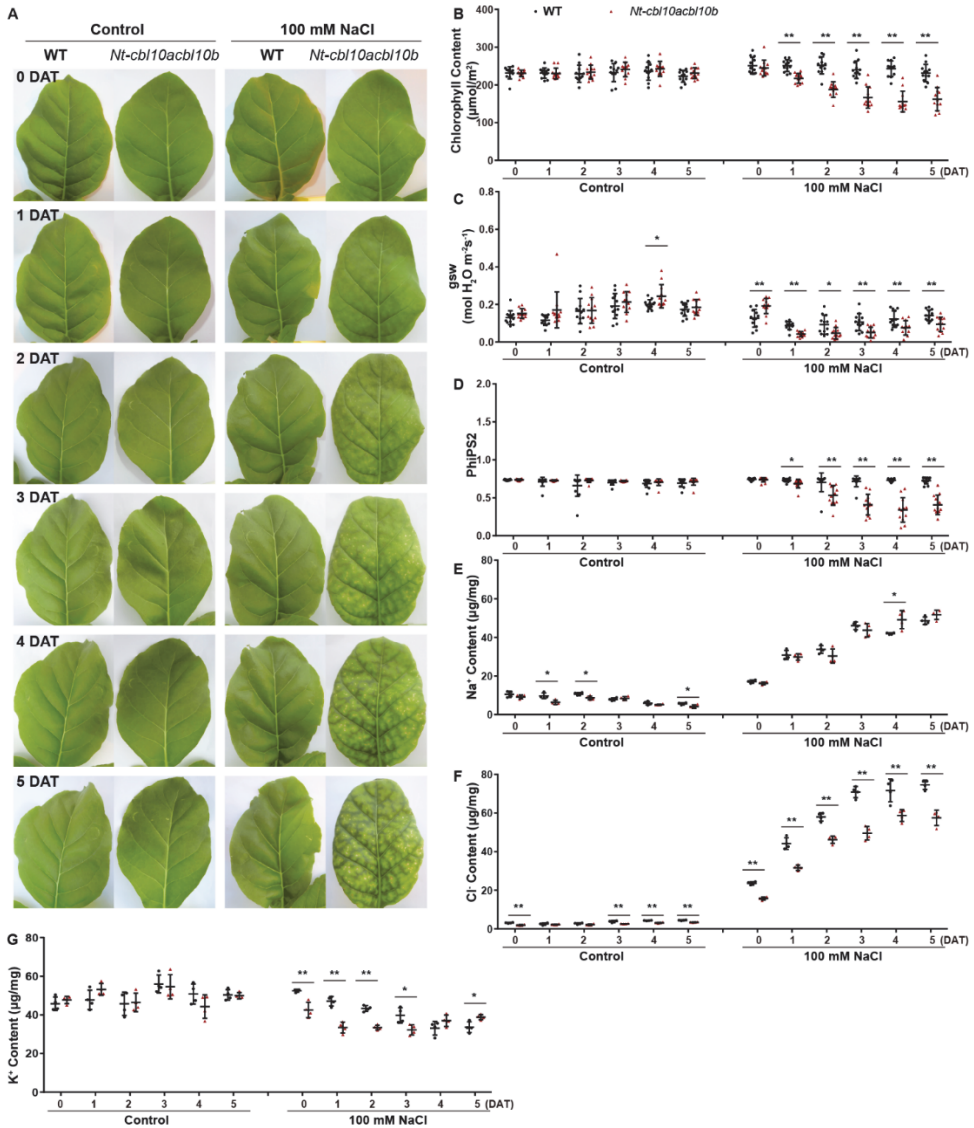 A
Control
100 mM NaCl
WT
Nt-cbl10acbl10b
WT
Nt-cbl10acbl10b
0 DAT
1 DAT
2 DAT
3 DAT
4 DAT
5 DAT
B
WT
Nt-cbl10acbl10b
Chlorophyll Content
(μmol/m²)
400
300
200
100
0
** ** ** ** **
0 1 2 3 4 5 0 1 2 3 4 5 (DAT)
Control 100 mM NaCl
C
gsw
(mol H₂O m⁻²s⁻¹)
0.8
0.6
0.4
0.2
0.0
* ** ** * ** ** **
0 1 2 3 4 5 0 1 2 3 4 5 (DAT)
Control 100 mM NaCl
D
PhiPS2
2.0
1.5
1.0
0.5
0.0
* ** ** ** **
0 1 2 3 4 5 0 1 2 3 4 5 (DAT)
Control 100 mM NaCl
E
Na⁺ Content (μg/mg)
80
60
40
20
0
* * * *
0 1 2 3 4 5 0 1 2 3 4 5 (DAT)
Control 100 mM NaCl
F
Cl⁻ Content (μg/mg)
80
60
40
20
0
** ** ** ** ** ** ** ** ** **
0 1 2 3 4 5 0 1 2 3 4 5 (DAT)
Control 100 mM NaCl
G
K⁺ Content (μg/mg)
80
60
40
20
0
** ** ** * *
0 1 2 3 4 5 0 1 2 3 4 5 (DAT)
Control 100 mM NaCl